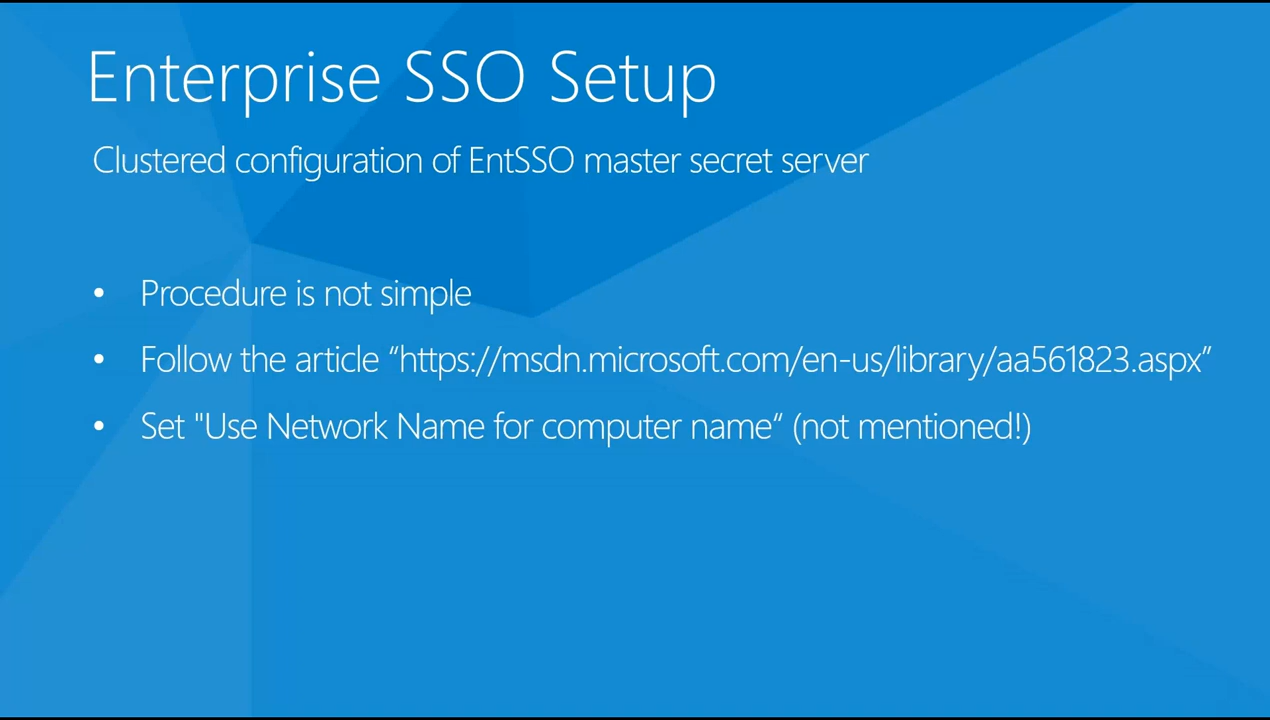 Enterprise SSO Setup
Clustered configuration of EntSSO master secret server
• Procedure is not simple
• Follow the article “https://msdn.microsoft.com/en-us/library/aa561823.aspx”
• Set "Use Network Name for computer name“ (not mentioned!)